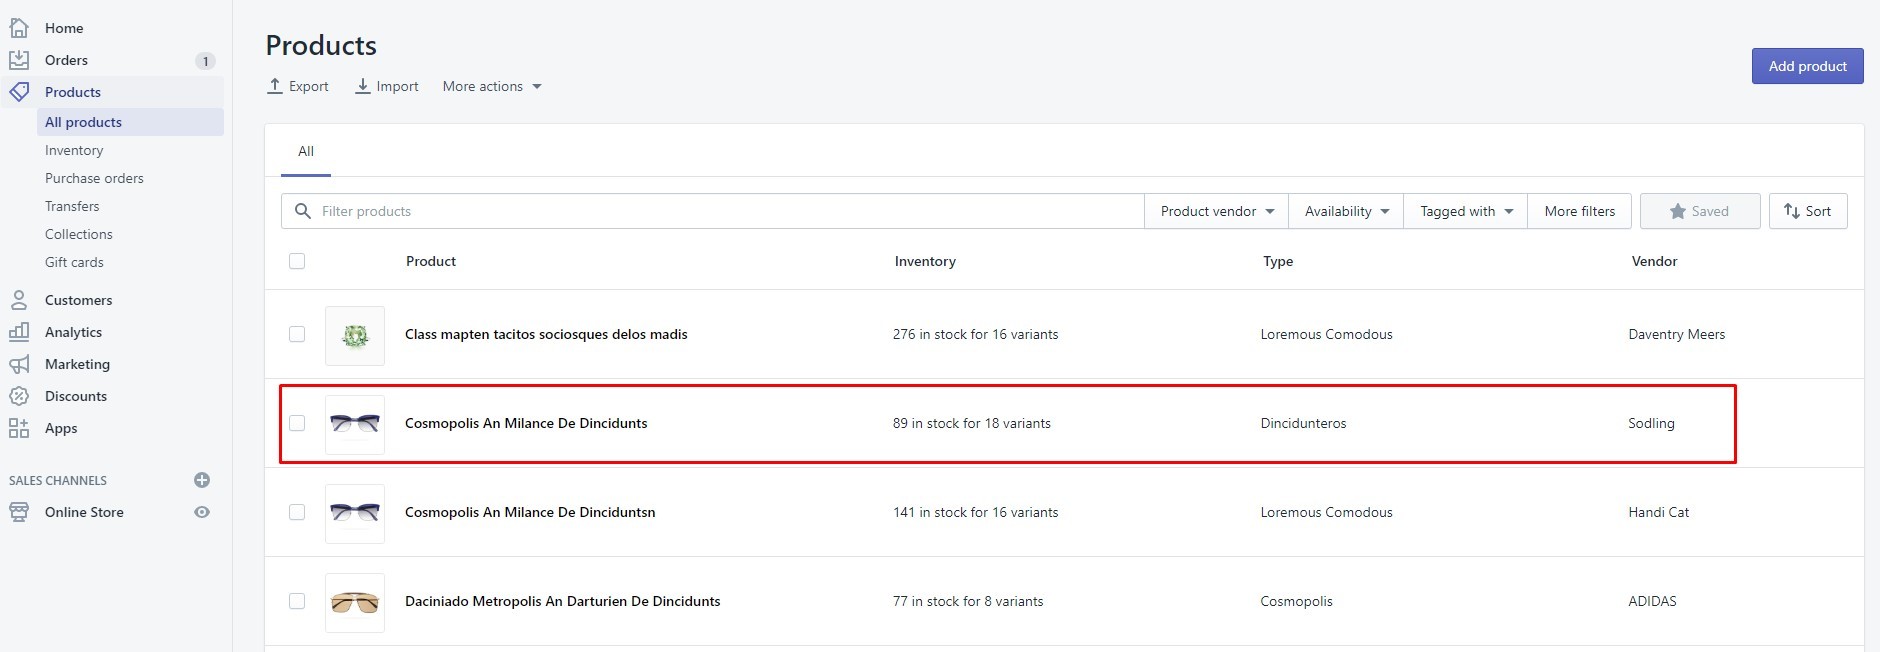 Home
Orders 1
Products
All products
Inventory
Purchase orders
Transfers
Collections
Gift cards
Customers
Analytics
Marketing
Discounts
Apps
SALES CHANNELS
Online Store
Products
Export Import More actions
Add product
All
Filter products Product vendor Availability Tagged with More filters Saved Sort
Product Inventory Type Vendor
Class mapten tacitos sociosques delos madis 276 in stock for 16 variants Loremous Comodous Daventry Meers
Cosmopolis An Milance De Dincidunts 89 in stock for 18 variants Dincidunteros Sodling
Cosmopolis An Milance De Dinciduntsn 141 in stock for 16 variants Loremous Comodous Handi Cat
Daciniado Metropolis An Darturien De Dincidunts 77 in stock for 8 variants Cosmopolis ADIDAS